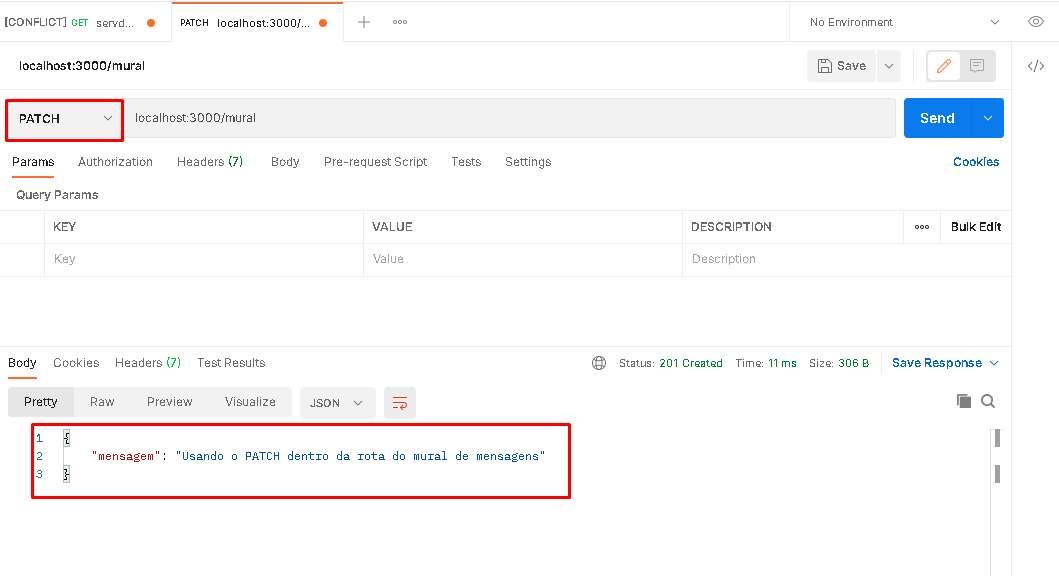 [CONFLICT] GET servd... PATCH localhost:3000/... No Environment
localhost:3000/mural Save
PATCH localhost:3000/mural Send
Params Authorization Headers (7) Body Pre-request Script Tests Settings Cookies
Query Params
KEY VALUE DESCRIPTION Bulk Edit
Key Value Description
Body Cookies Headers (7) Test Results Status: 201 Created Time: 11 ms Size: 306 B Save Response
Pretty Raw Preview Visualize JSON
1 {
2 "mensagem": "Usando o PATCH dentro da rota do mural de mensagens"
3 }